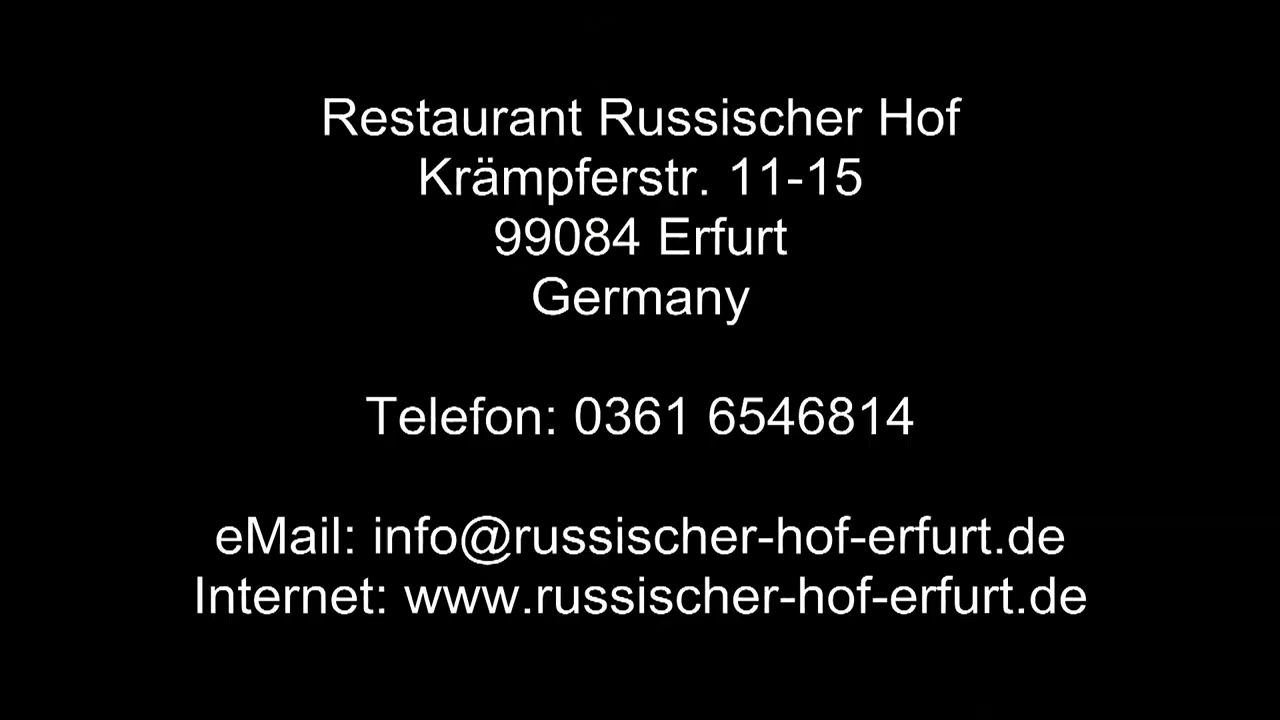 Restaurant Russischer Hof
Krämpferstr. 11-15
99084 Erfurt
Germany
Telefon: 0361 6546814
eMail: info@russischer-hof-erfurt.de
Internet: www.russischer-hof-erfurt.de